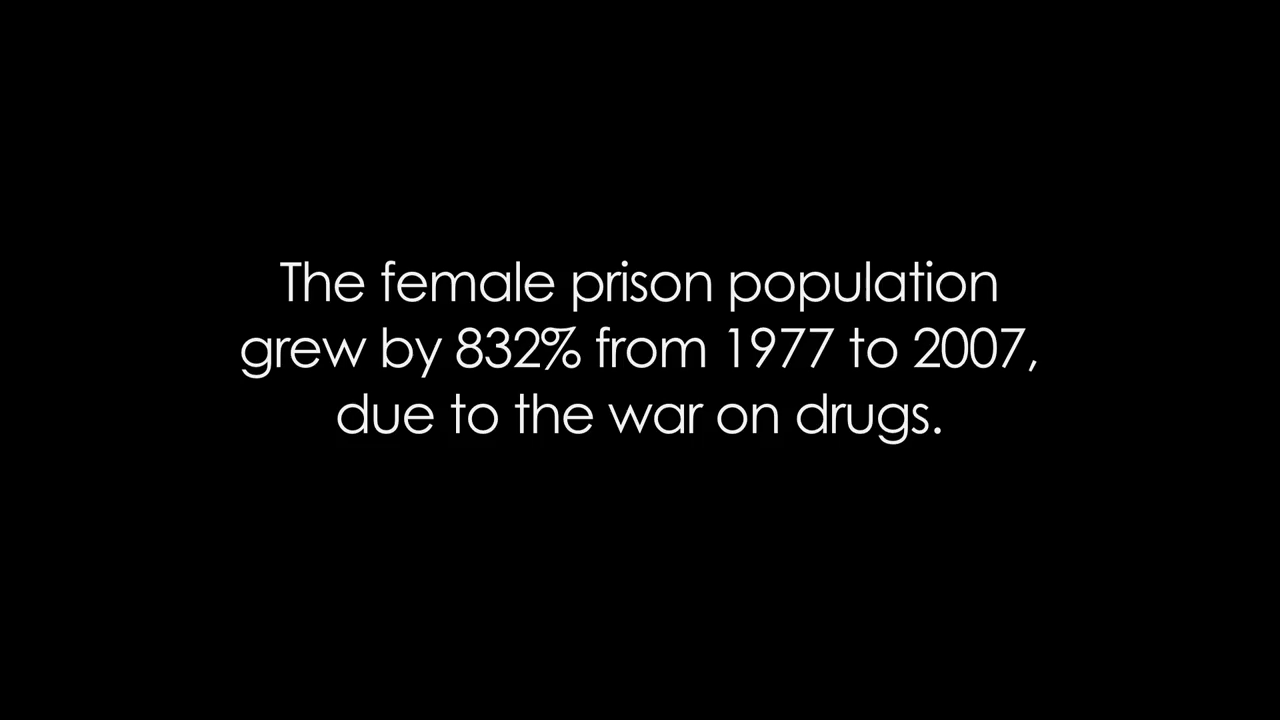 The female prison population
grew by 832% from 1977 to 2007,
due to the war on drugs.